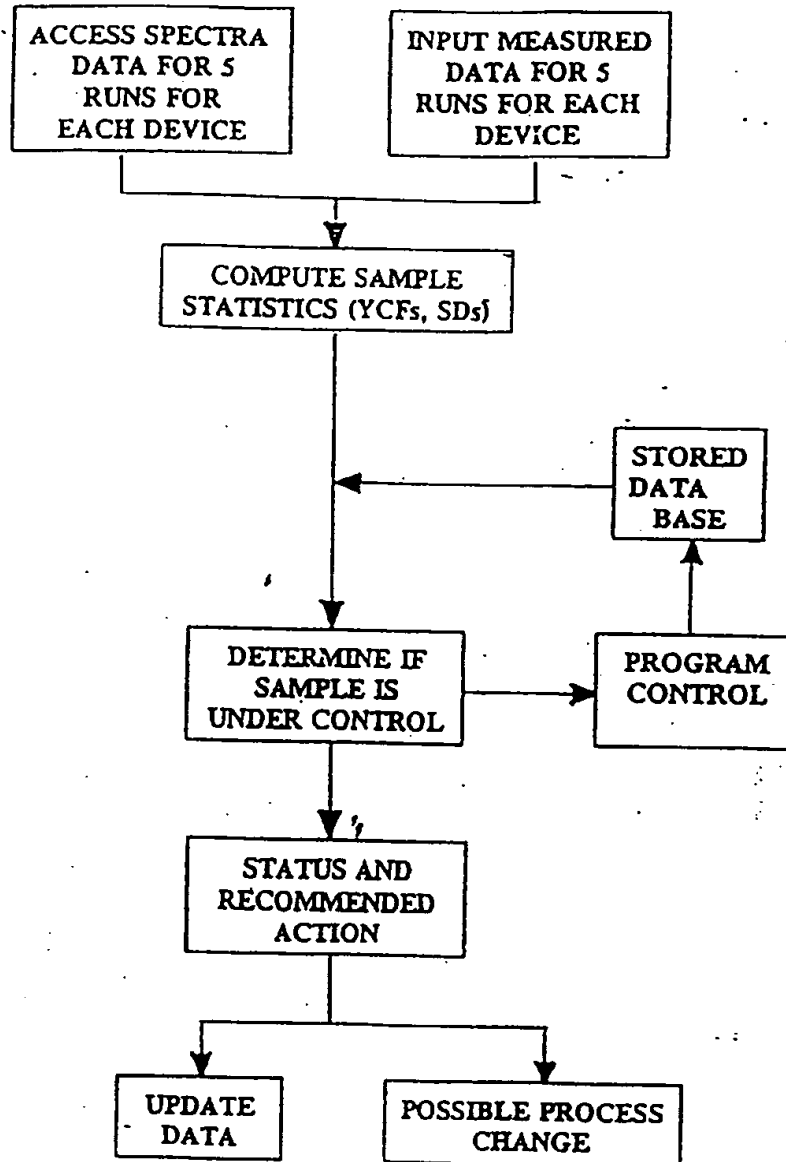 ACCESS SPECTRA
DATA FOR 5
RUNS FOR
EACH DEVICE
INPUT MEASURED
DATA FOR 5
RUNS FOR EACH
DEVICE
COMPUTE SAMPLE
STATISTICS (YCFs, SDs)
STORED
DATA
BASE
DETERMINE IF
SAMPLE IS
UNDER CONTROL
PROGRAM
CONTROL
STATUS AND
RECOMMENDED
ACTION
UPDATE
DATA
POSSIBLE PROCESS
CHANGE